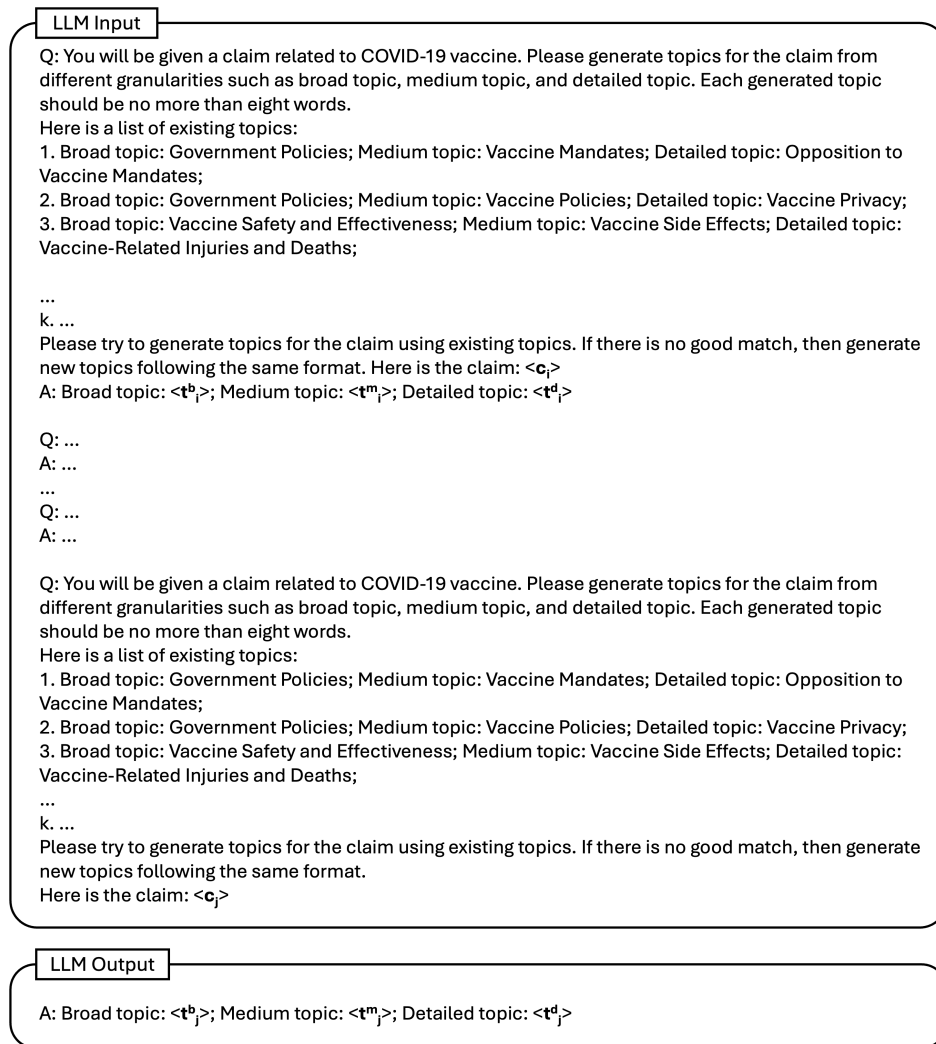 LLM Input
Q: You will be given a claim related to COVID-19 vaccine. Please generate topics for the claim from
different granularities such as broad topic, medium topic, and detailed topic. Each generated topic
should be no more than eight words.
Here is a list of existing topics:
1. Broad topic: Government Policies; Medium topic: Vaccine Mandates; Detailed topic: Opposition to
Vaccine Mandates;
2. Broad topic: Government Policies; Medium topic: Vaccine Policies; Detailed topic: Vaccine Privacy;
3. Broad topic: Vaccine Safety and Effectiveness; Medium topic: Vaccine Side Effects; Detailed topic:
Vaccine-Related Injuries and Deaths;
...
k. ...
Please try to generate topics for the claim using existing topics. If there is no good match, then generate
new topics following the same format. Here is the claim: <c_i>
A: Broad topic: <t^b_i>; Medium topic: <t^m_i>; Detailed topic: <t^d_i>
Q: ...
A: ...
...
Q: ...
A: ...
Q: You will be given a claim related to COVID-19 vaccine. Please generate topics for the claim from
different granularities such as broad topic, medium topic, and detailed topic. Each generated topic
should be no more than eight words.
Here is a list of existing topics:
1. Broad topic: Government Policies; Medium topic: Vaccine Mandates; Detailed topic: Opposition to
Vaccine Mandates;
2. Broad topic: Government Policies; Medium topic: Vaccine Policies; Detailed topic: Vaccine Privacy;
3. Broad topic: Vaccine Safety and Effectiveness; Medium topic: Vaccine Side Effects; Detailed topic:
Vaccine-Related Injuries and Deaths;
...
k. ...
Please try to generate topics for the claim using existing topics. If there is no good match, then generate
new topics following the same format.
Here is the claim: <c_j>
LLM Output
A: Broad topic: <t^b_j>; Medium topic: <t^m_j>; Detailed topic: <t^d_j>